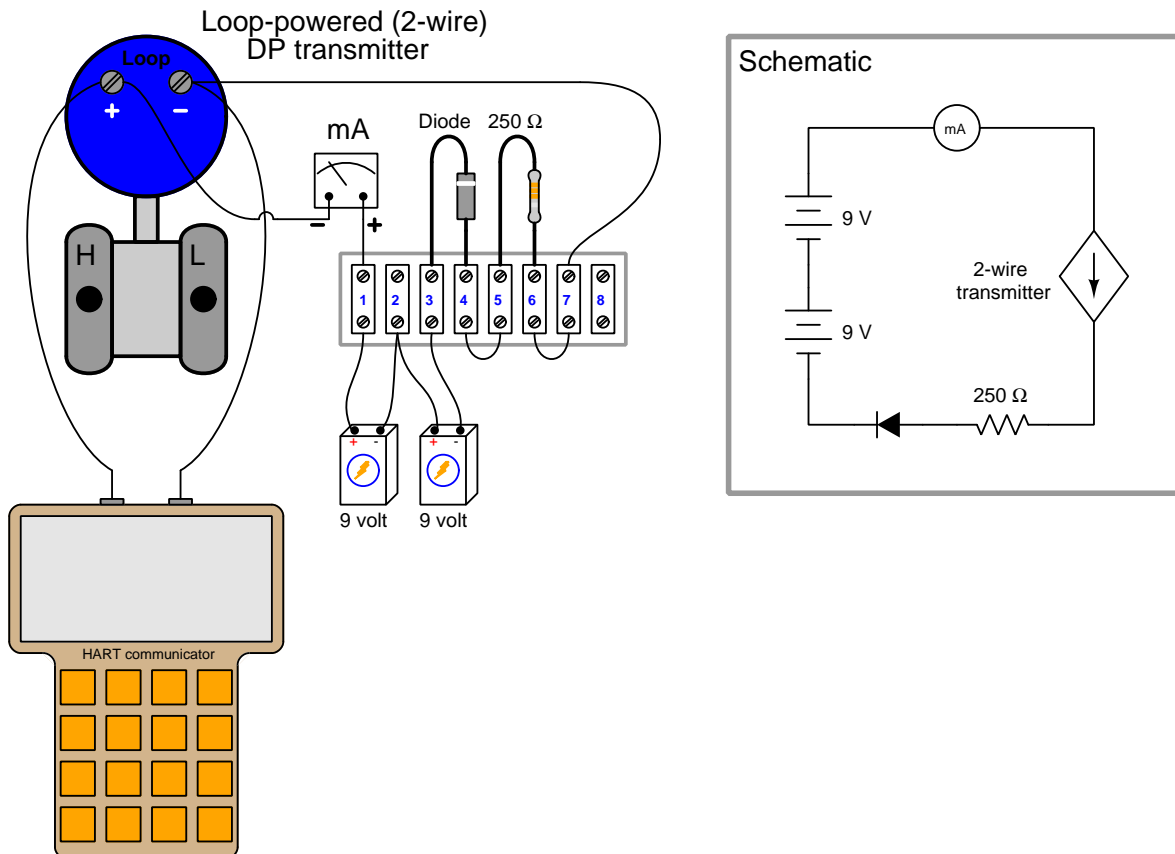 Loop-powered (2-wire)
DP transmitter
Loop
+ −
mA
Diode
250 Ω
− +
H L
1 2 3 4 5 6 7 8
+ - + -
9 volt 9 volt
HART communicator
Schematic
mA
9 V
2-wire
transmitter
9 V
250 Ω